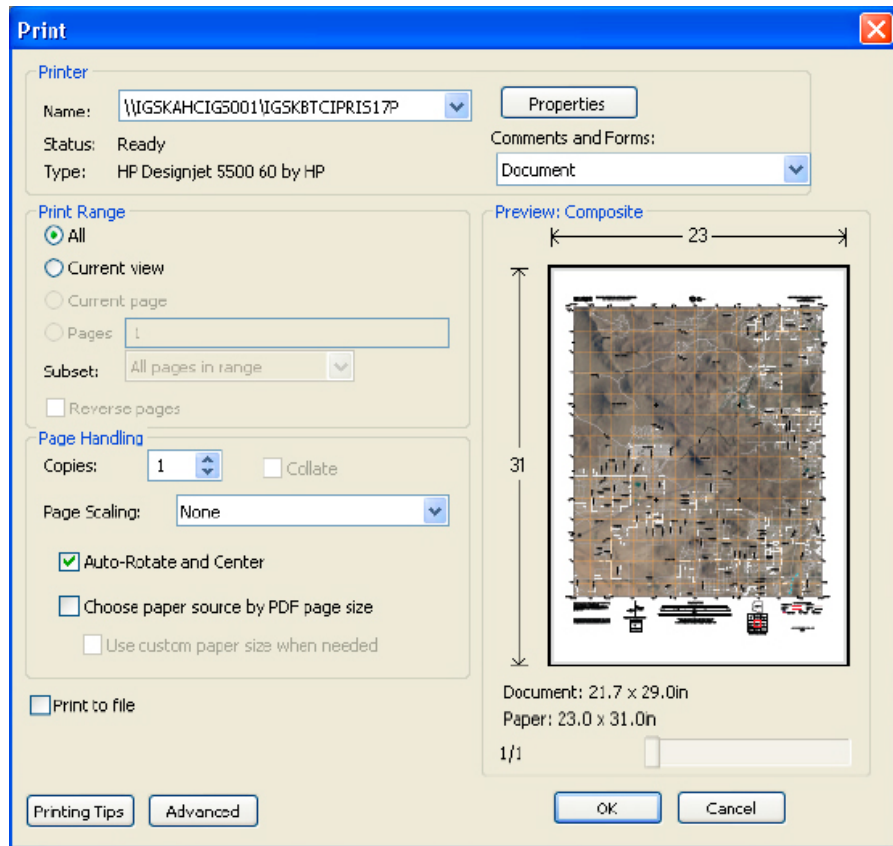 Print
Printer
Name: \\IGSKAHCIGS001\IGSKBTCIPRIS17P
Properties
Status: Ready
Comments and Forms:
Type: HP Designjet 5500 60 by HP
Document
Print Range
All
Current view
Current page
Pages 1
Subset: All pages in range
Reverse pages
Page Handling
Copies: 1 Collate
Page Scaling: None
Auto-Rotate and Center
Choose paper source by PDF page size
Use custom paper size when needed
Print to file
Preview: Composite
23
31
Document: 21.7 x 29.0in
Paper: 23.0 x 31.0in
1/1
Printing Tips
Advanced
OK
Cancel